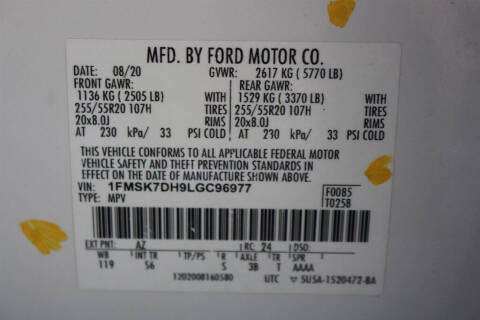 MFD. BY FORD MOTOR CO.
DATE: 08/20 GVWR: 2617 KG ( 5770 LB)
FRONT GAWR: REAR GAWR:
1136 KG ( 2505 LB) WITH 1529 KG ( 3370 LB) WITH
255/55R20 107H TIRES 255/55R20 107H TIRES
20x8.0J RIMS 20x8.0J RIMS
AT 230 kPa/ 33 PSI COLD AT 230 kPa/ 33 PSI COLD
THIS VEHICLE CONFORMS TO ALL APPLICABLE FEDERAL MOTOR
VEHICLE SAFETY AND THEFT PREVENTION STANDARDS IN
EFFECT ON THE DATE OF MANUFACTURE SHOWN ABOVE.
VIN: 1FMSK7DH9LGC96977 F0085
TYPE: MPV T0258
EXT PNT: AZ RC: 24 DSO:
WB INT TR TP/PS R AXLE TR
119 S6 S 3B T AAAA
1202008160580 UTC 5USA-1520472-BA